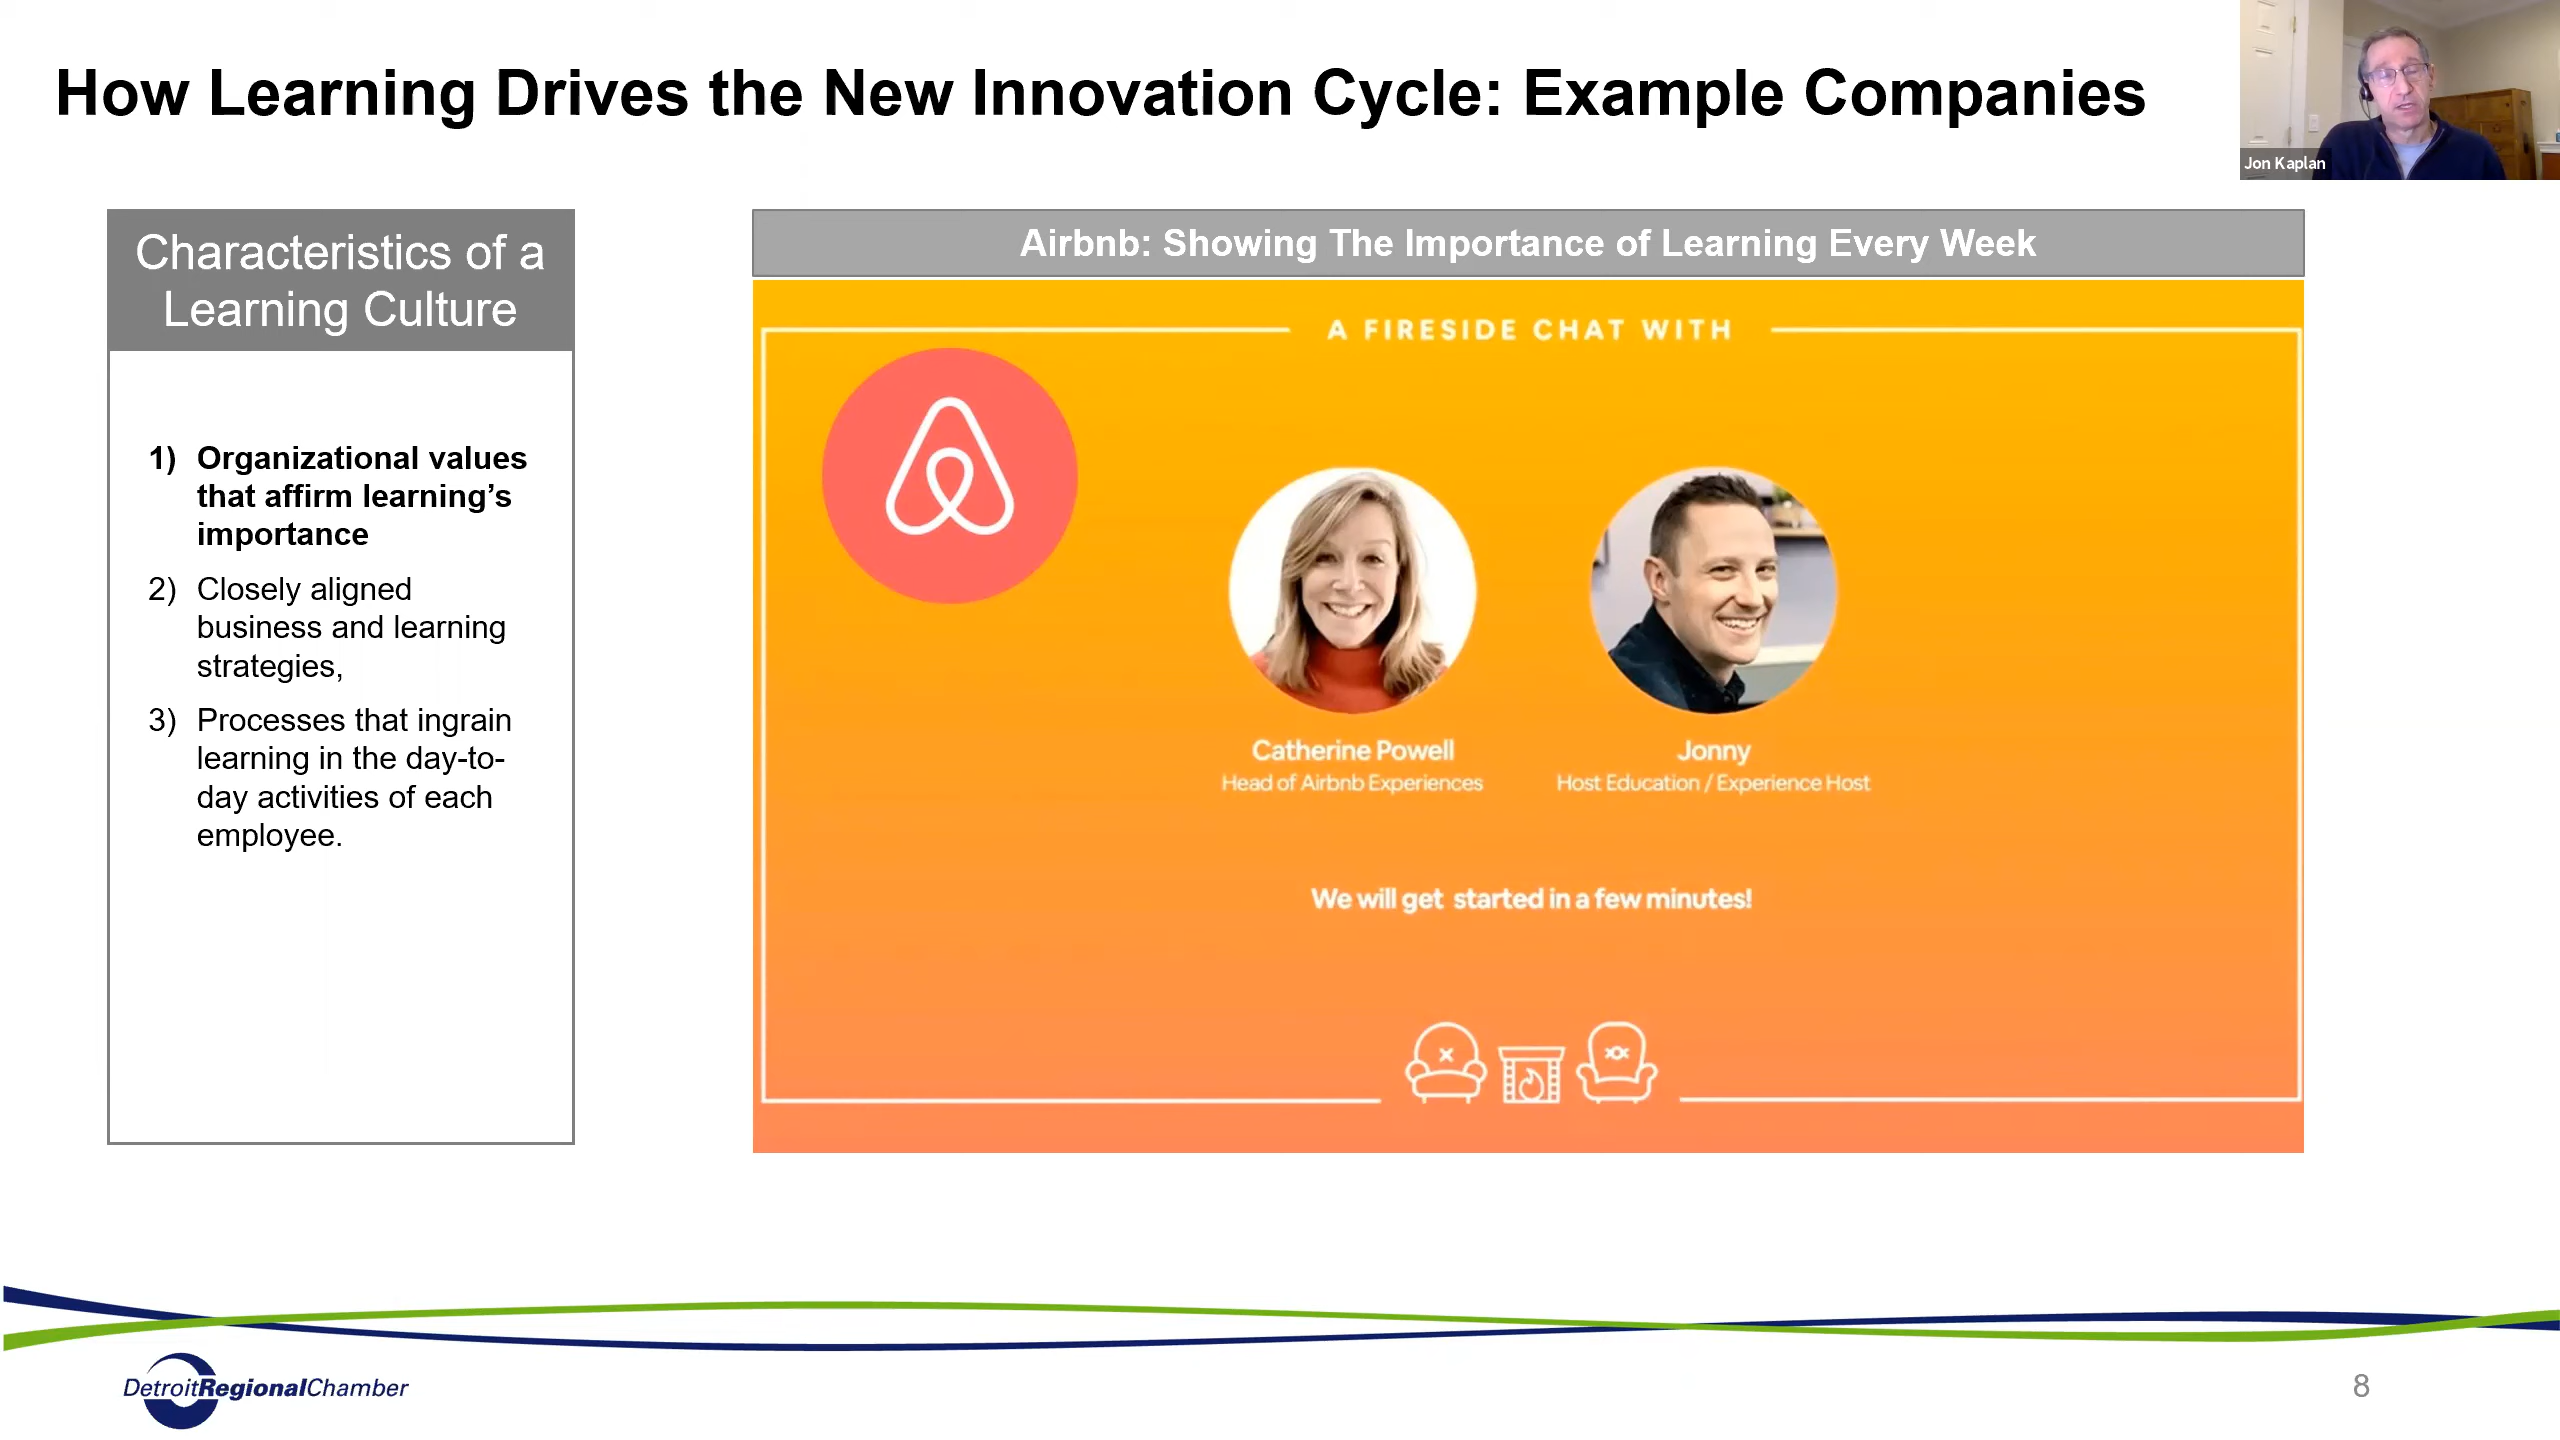 How Learning Drives the New Innovation Cycle: Example Companies
Jon Kaplan
Characteristics of a
Learning Culture
1) Organizational values
that affirm learning’s
importance
2) Closely aligned
business and learning
strategies,
3) Processes that ingrain
learning in the day-to-
day activities of each
employee.
Airbnb: Showing The Importance of Learning Every Week
A FIRESIDE CHAT WITH
Catherine Powell
Head of Airbnb Experiences
Jonny
Host Education / Experience Host
We will get started in a few minutes!
DetroitRegionalChamber
8